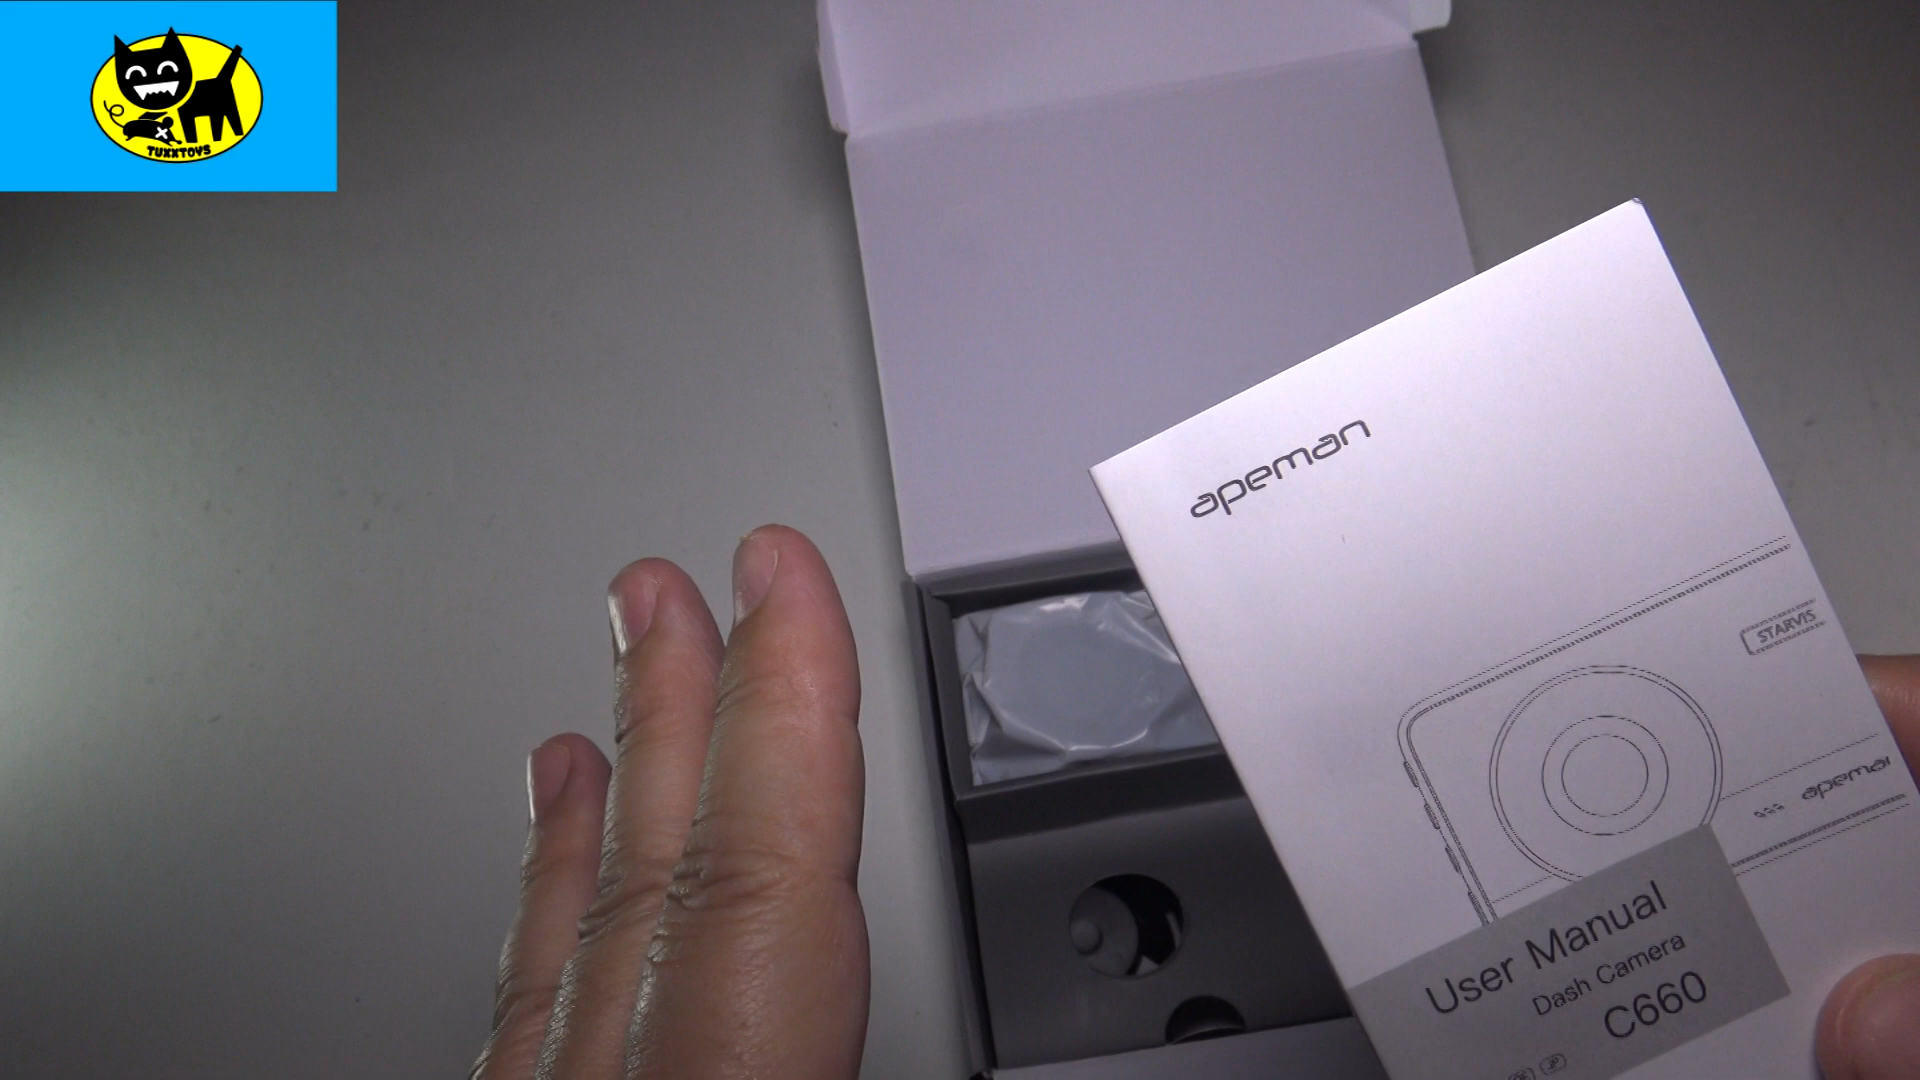 TUXXTOYS
apeman
STARVIS
apeman
User Manual
Dash Camera
C660